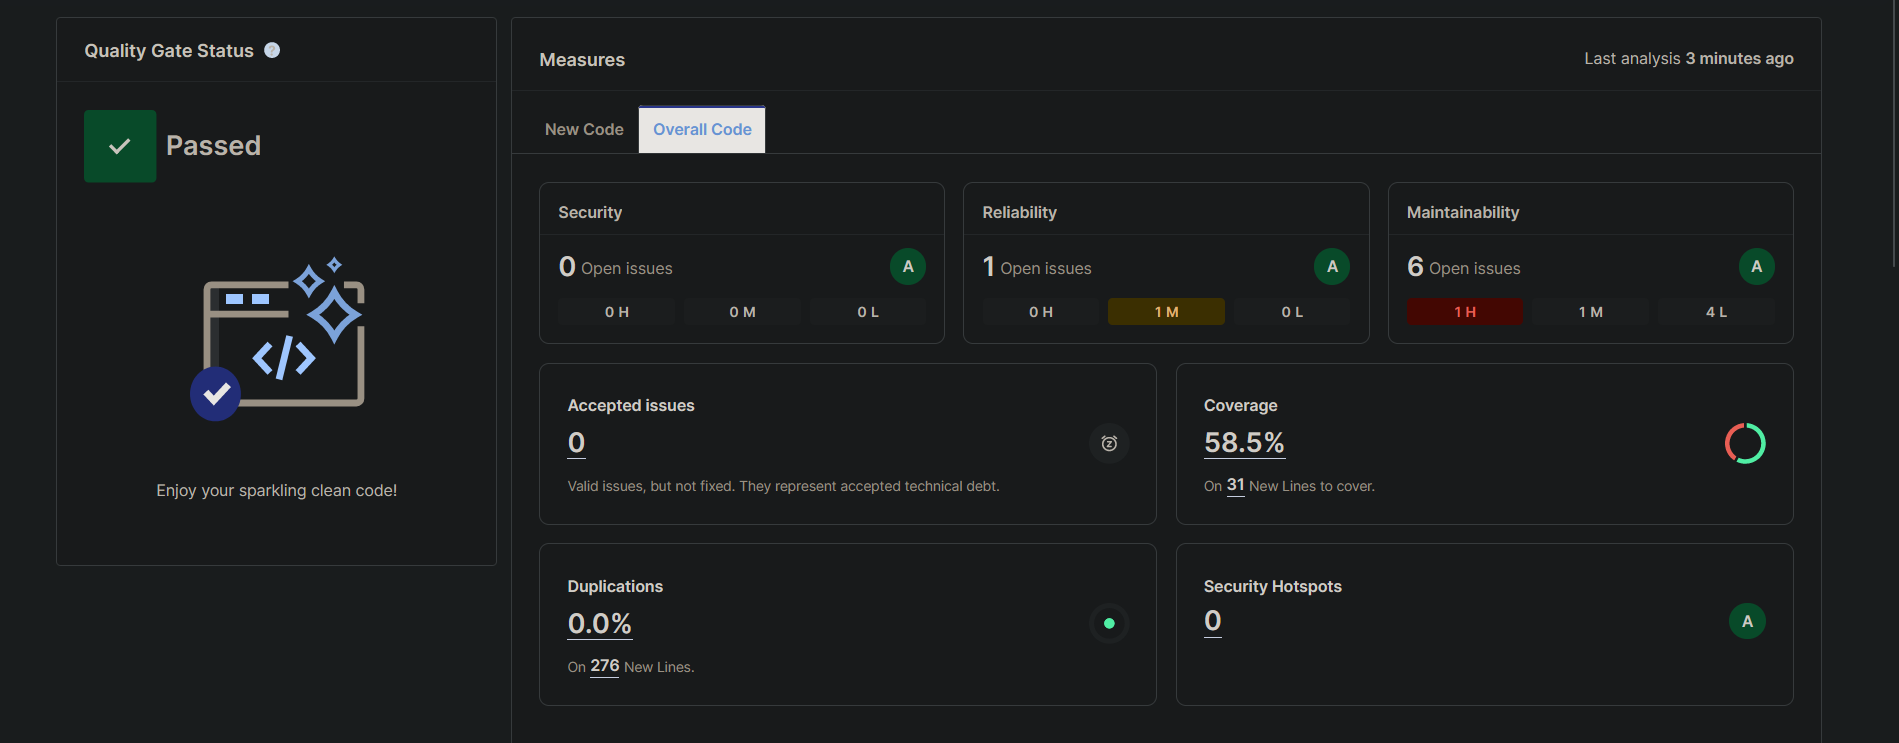 Quality Gate Status ?
Passed
Enjoy your sparkling clean code!
Measures
Last analysis 3 minutes ago
New Code
Overall Code
Security
0 Open issues
A
0 H
0 M
0 L
Reliability
1 Open issues
A
0 H
1 M
0 L
Maintainability
6 Open issues
A
1 H
1 M
4 L
Accepted issues
0
Valid issues, but not fixed. They represent accepted technical debt.
Coverage
58.5%
On 31 New Lines to cover.
Duplications
0.0%
On 276 New Lines.
Security Hotspots
0
A